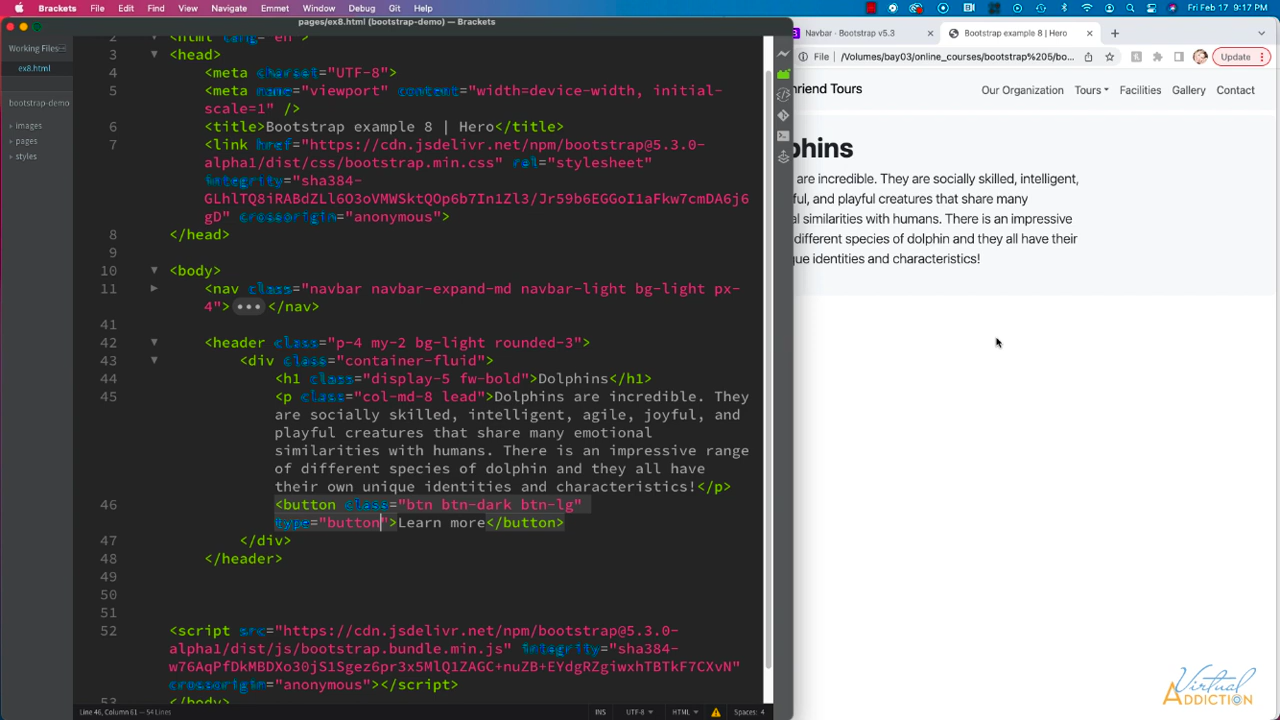 Brackets File Edit Find View Navigate Emmet Window Debug Git Help
Fri Feb 17 9:17 PM
pages/ex8.html (bootstrap-demo) — Brackets
Working Files
ex8.html
bootstrap-demo
images
pages
styles
2 <html lang="en">
3 <head>
4 <meta charset="UTF-8">
5 <meta name="viewport" content="width=device-width, initial-
scale=1" />
6 <title>Bootstrap example 8 | Hero</title>
7 <link href="https://cdn.jsdelivr.net/npm/bootstrap@5.3.0-
alpha1/dist/css/bootstrap.min.css" rel="stylesheet"
integrity="sha384-
GLhlTQ8iRABdZLl6O3oVMWSktQOp6b7In1Zl3/Jr59b6EGGoI1aFkw7cmDA6j6
gD" crossorigin="anonymous">
8 </head>
9
10 <body>
11 <nav class="navbar navbar-expand-md navbar-light bg-light px-
4">•••</nav>
41
42 <header class="p-4 my-2 bg-light rounded-3">
43 <div class="container-fluid">
44 <h1 class="display-5 fw-bold">Dolphins</h1>
45 <p class="col-md-8 lead">Dolphins are incredible. They
are socially skilled, intelligent, agile, joyful, and
playful creatures that share many emotional
similarities with humans. There is an impressive range
of different species of dolphin and they all have
their own unique identities and characteristics!</p>
46 <button class="btn btn-dark btn-lg"
type="button">Learn more</button>
47 </div>
48 </header>
49
50
51
52 <script src="https://cdn.jsdelivr.net/npm/bootstrap@5.3.0-
alpha1/dist/js/bootstrap.bundle.min.js" integrity="sha384-
w76AqPfDkMBDXo30jS1Sgez6pr3x5MlQ1ZAGC+nuZB+EYdgRZgiwxhTBTkF7CXvN"
crossorigin="anonymous"></script>
53 </body>
Line 46, Column 61 — 54 Lines
INS UTF-8 HTML Spaces: 4
Navbar · Bootstrap v5.3
Bootstrap example 8 | Hero
File /Volumes/bay03/online_courses/bootstrap%205/bo...
Update
nriend Tours
Our Organization Tours Facilities Gallery Contact
phins
are incredible. They are socially skilled, intelligent,
ful, and playful creatures that share many
al similarities with humans. There is an impressive
different species of dolphin and they all have their
que identities and characteristics!
Virtual
ADDICTION